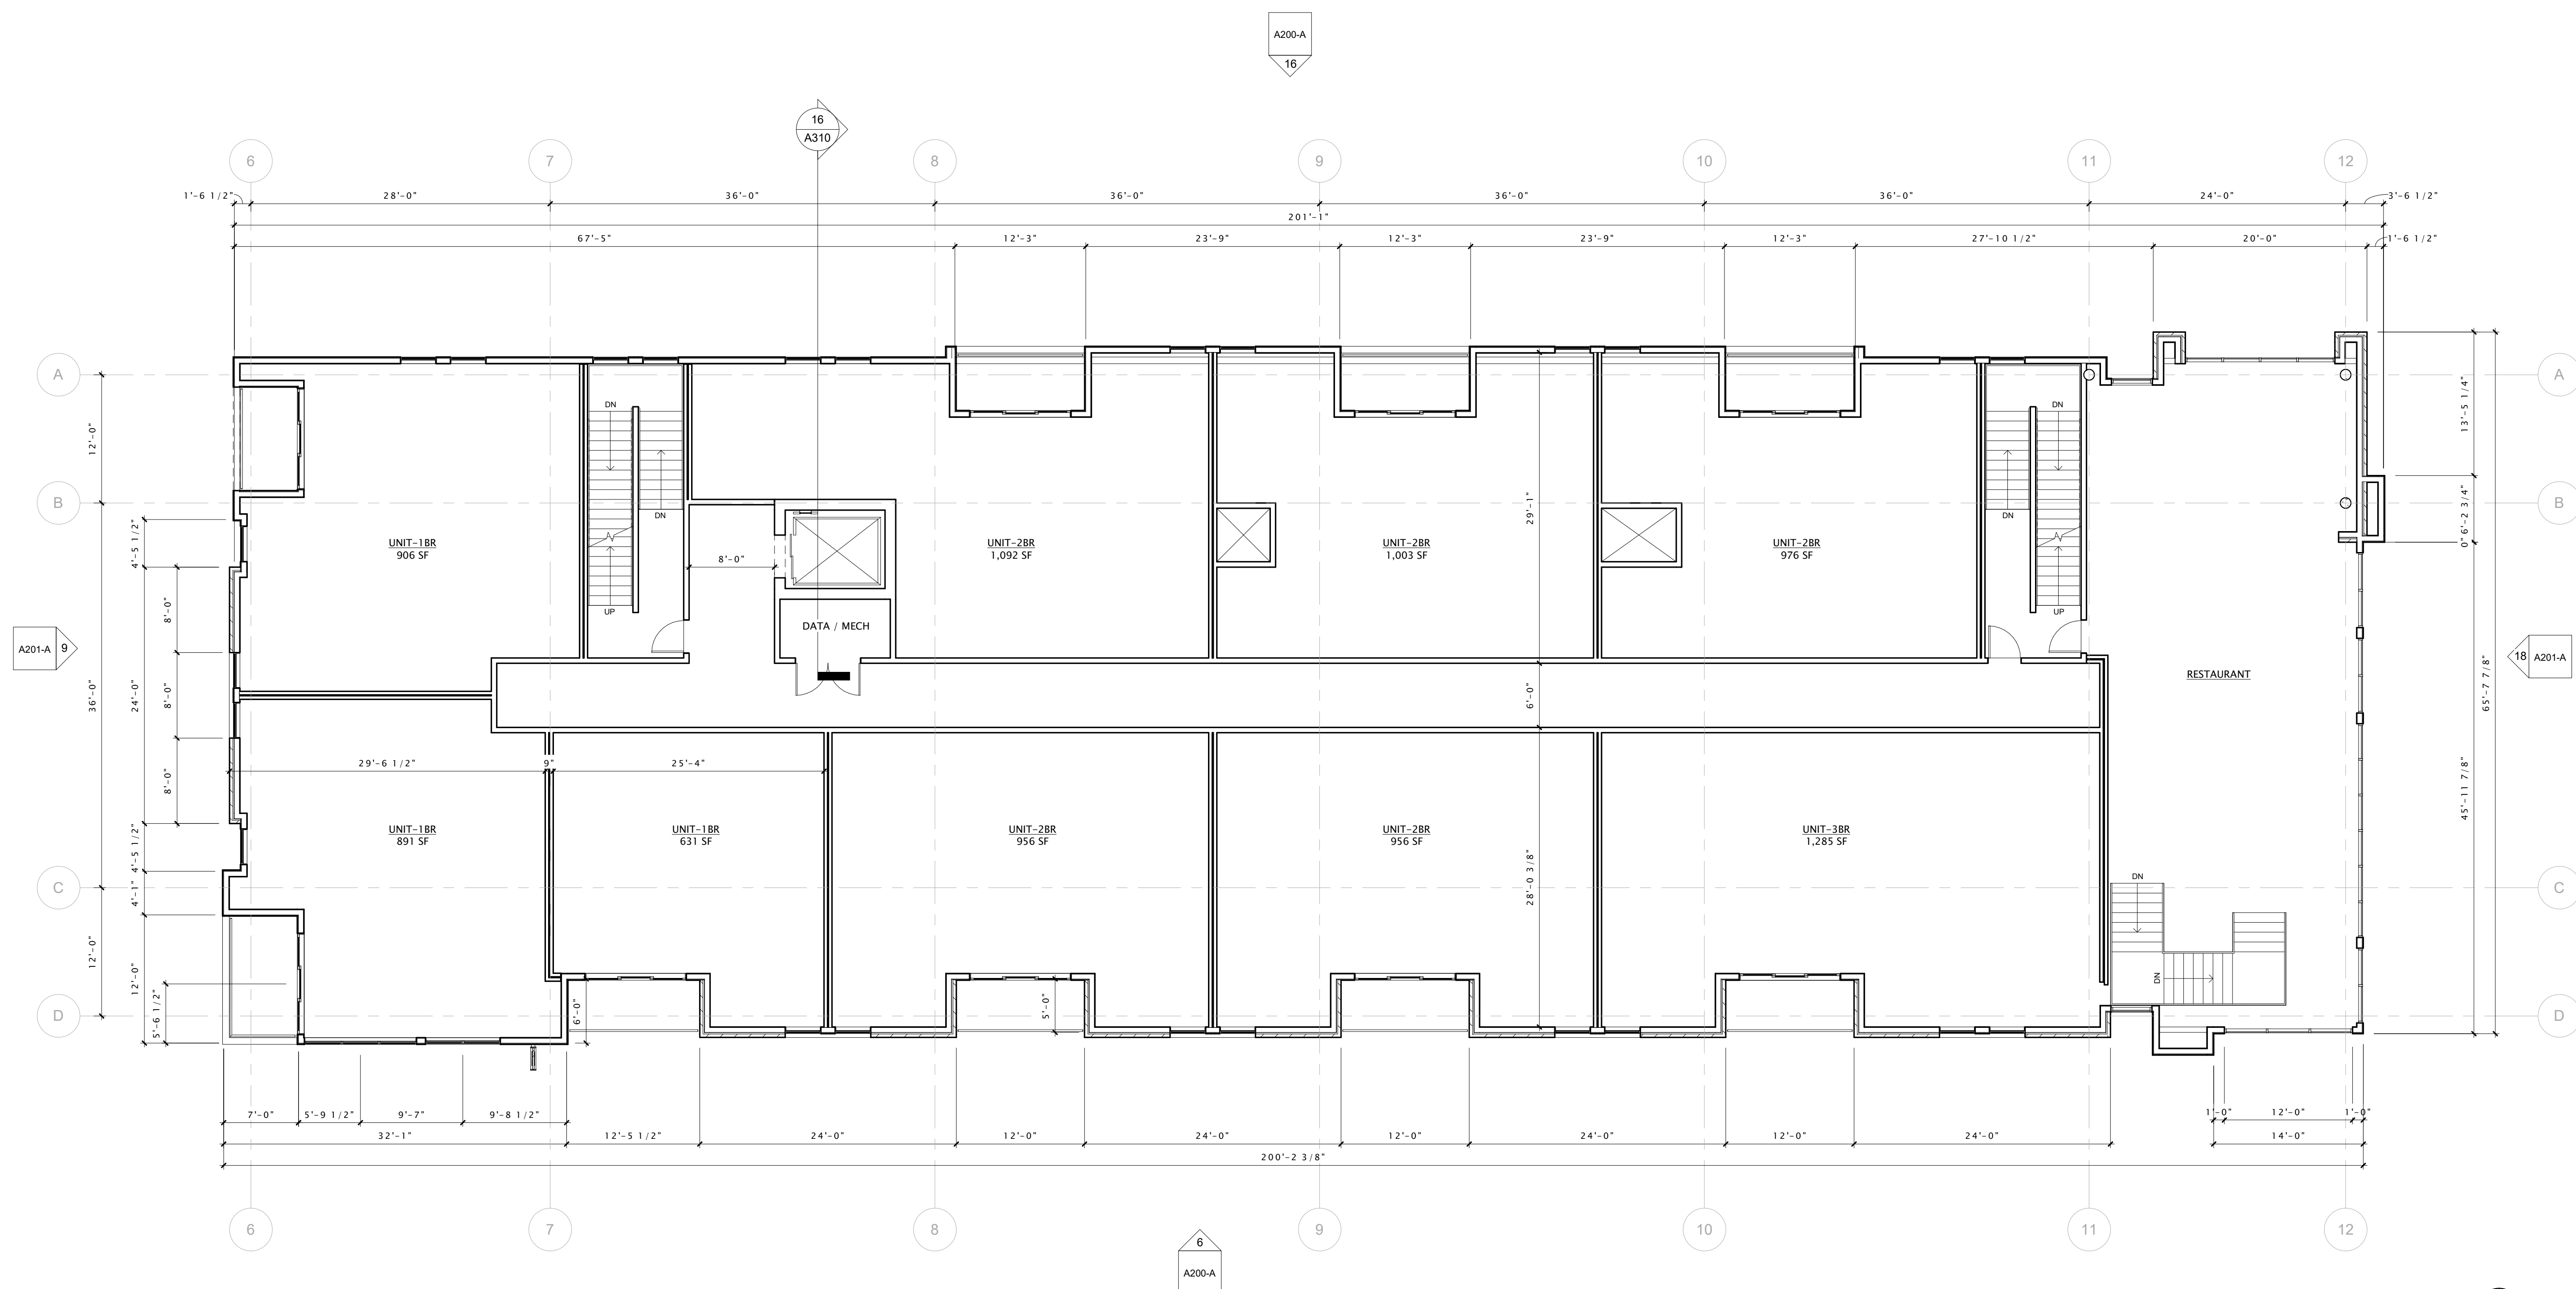 A200-A
16
16
A310
6
7
8
9
10
11
12
1'-6 1/2"
28'-0"
36'-0"
36'-0"
36'-0"
36'-0"
24'-0"
3'-6 1/2"
201'-1"
67'-5"
12'-3"
23'-9"
12'-3"
23'-9"
12'-3"
27'-10 1/2"
20'-0"
1'-6 1/2"
A
A
12'-0"
13'-5 1/4"
DN
DN
B
B
DN
DN
4'-5 1/2"
29'-1"
0" 6'-2 3/4"
UNIT-1BR
906 SF
8'-0"
UNIT-2BR
1,092 SF
UNIT-2BR
1,003 SF
UNIT-2BR
976 SF
8'-0"
UP
UP
DATA / MECH
A201-A
9
18
A201-A
36'-0"
24'-0"
8'-0"
6'-0"
RESTAURANT
65'-7 7/8"
8'-0"
29'-6 1/2"
9"
25'-4"
45'-11 7/8"
UNIT-1BR
891 SF
UNIT-1BR
631 SF
UNIT-2BR
956 SF
UNIT-2BR
956 SF
UNIT-3BR
1,285 SF
4'-5 1/2"
28'-0 3/8"
C
4'-1"
DN
C
12'-0"
12'-0"
DN
5'-6 1/2"
6'-0"
5'-0"
D
D
7'-0"
5'-9 1/2"
9'-7"
9'-8 1/2"
1'-0"
12'-0"
1'-0"
32'-1"
12'-5 1/2"
24'-0"
12'-0"
24'-0"
12'-0"
24'-0"
12'-0"
24'-0"
14'-0"
200'-2 3/8"
6
7
8
9
10
11
12
6
A200-A